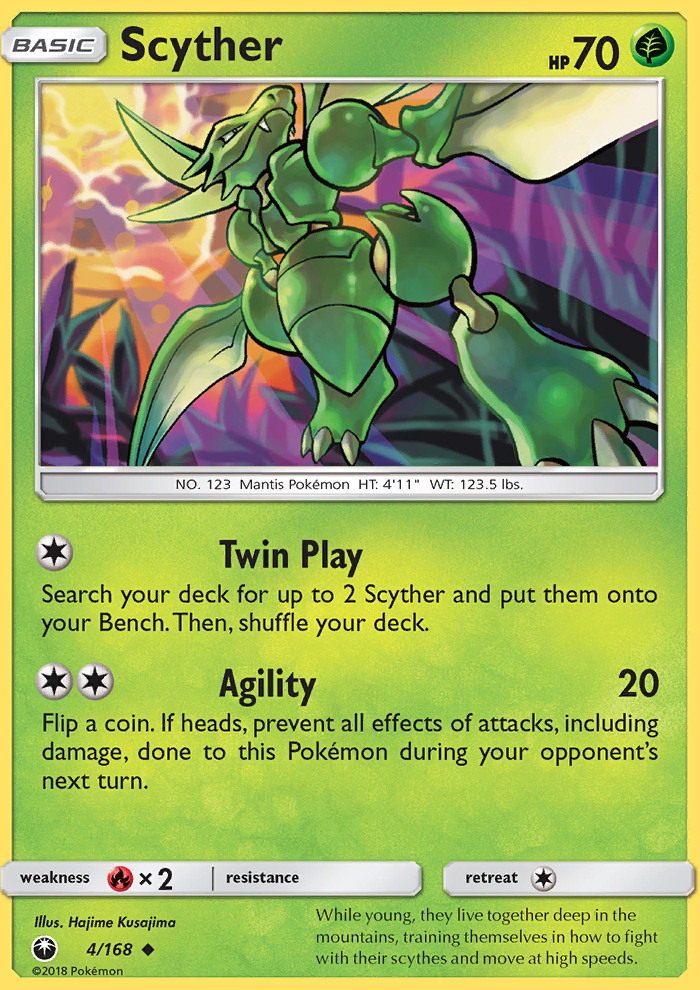 BASIC Scyther HP 70
NO. 123 Mantis Pokémon HT: 4'11" WT: 123.5 lbs.
Twin Play
Search your deck for up to 2 Scyther and put them onto
your Bench. Then, shuffle your deck.
Agility 20
Flip a coin. If heads, prevent all effects of attacks, including
damage, done to this Pokémon during your opponent's
next turn.
weakness × 2 resistance retreat
Illus. Hajime Kusajima
4/168
©2018 Pokémon
While young, they live together deep in the
mountains, training themselves in how to fight
with their scythes and move at high speeds.